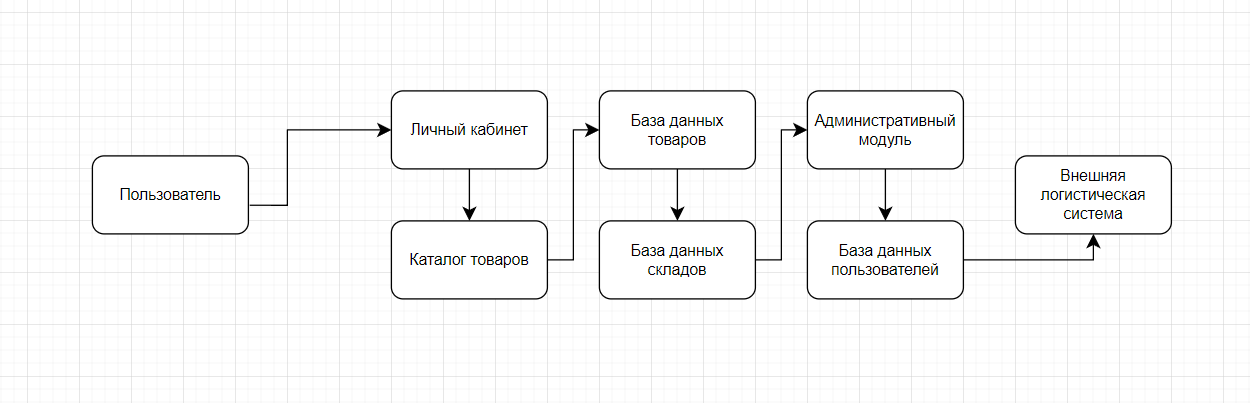 Пользователь
Личный кабинет
Каталог товаров
База данных
товаров
База данных
складов
Административный
модуль
База данных
пользователей
Внешняя
логистическая
система